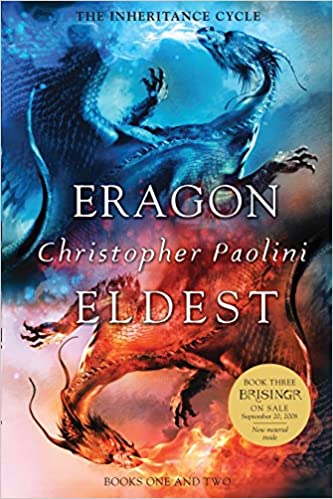 THE INHERITANCE CYCLE
ERAGON
Christopher Paolini
ELDEST
BOOK THREE
BRISINGR
ON SALE
September 20, 2008
New material
inside
BOOKS ONE AND TWO